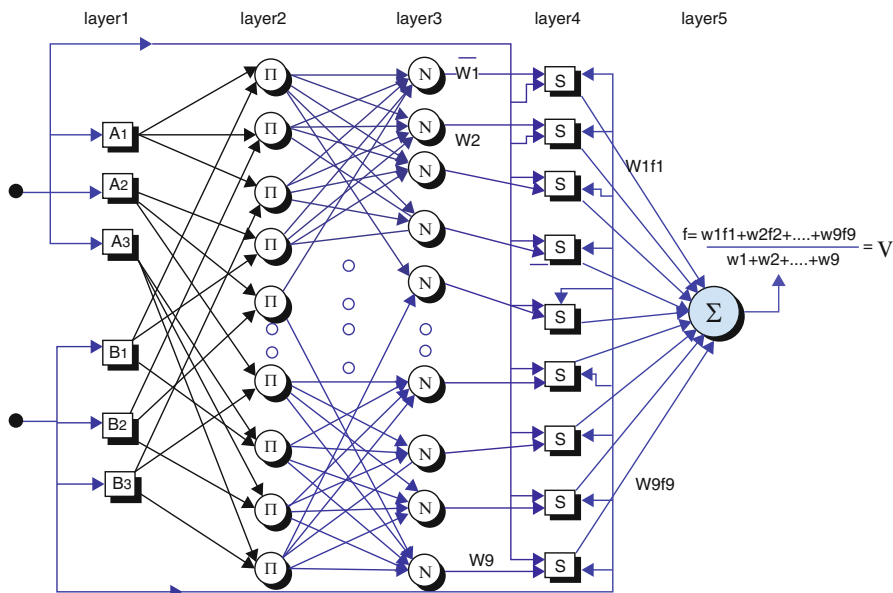 layer1 layer2 layer3 layer4 layer5
Π N W1 S
A1 Π N W2 S
A2 Π N S W1f1
A3 Π N S f= w1f1+w2f2+....+w9f9 = V
w1+w2+....+w9
Π N S Σ
B1 Π N S
B2 Π N S
B3 Π N S W9f9
Π N W9 S